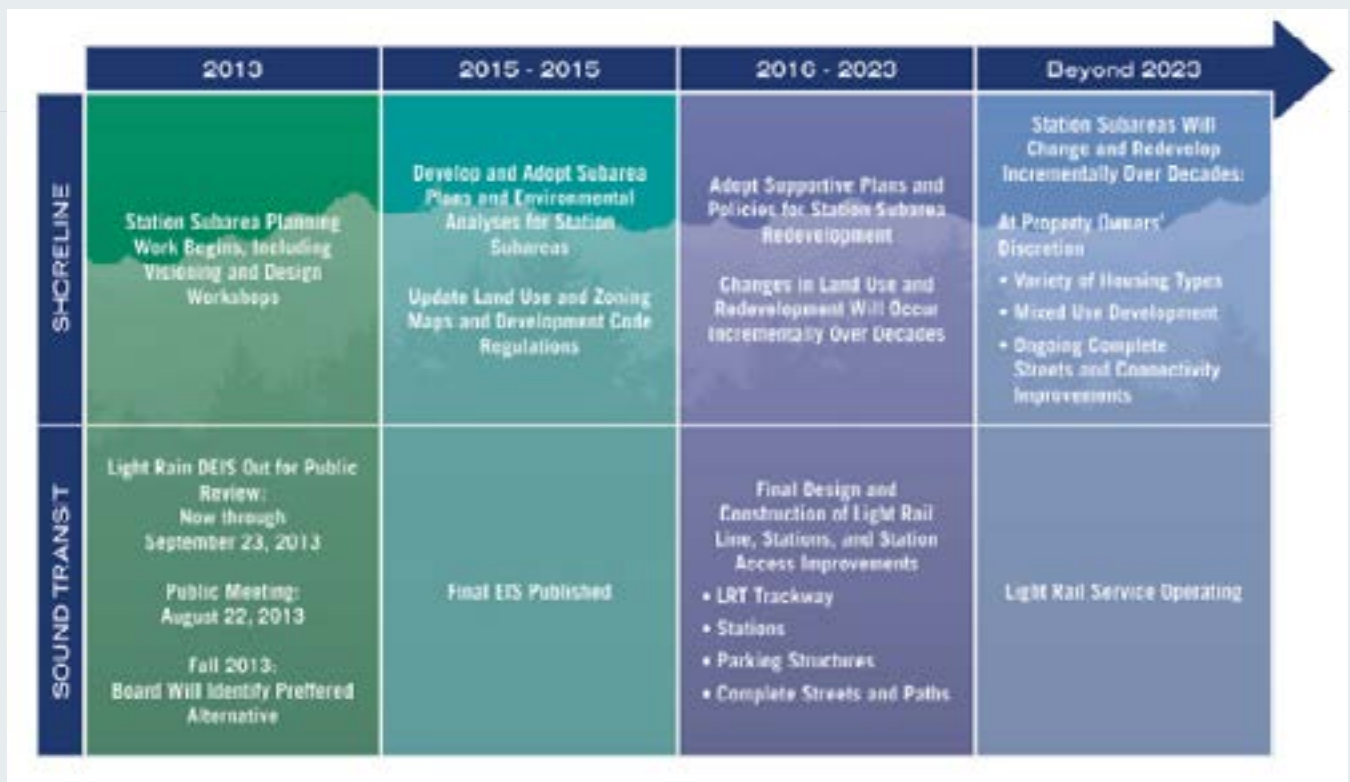 2013
2015 - 2015
2016 - 2023
Beyond 2023
SHORELINE
Station Subarea Planning
Work Begins, Including
Visioning and Design
Workshops
Develop and Adopt Subarea
Plans and Environmental
Analyses for Station
Subareas
Update Land Use and Zoning
Maps and Development Code
Regulations
Adopt Supportive Plans and
Policies for Station Subarea
Redevelopment
Changes in Land Use and
Redevelopment Will Occur
Incrementally Over Decades
Station Subareas Will
Change and Redevelop
Incrementally Over Decades:
At Property Owners'
Discretion
• Variety of Housing Types
• Mixed Use Development
• Ongoing Complete
Streets and Connectivity
Improvements
SOUND TRANST
Light Rain DEIS Out for Public
Review:
Now through
September 23, 2013
Public Meeting:
August 22, 2013
Fall 2013:
Board Will Identify Preffered
Alternative
Final EIS Published
Final Design and
Construction of Light Rail
Line, Stations, and Station
Access Improvements
• LRT Trackway
• Stations
• Parking Structures
• Complete Streets and Paths
Light Rail Service Operating